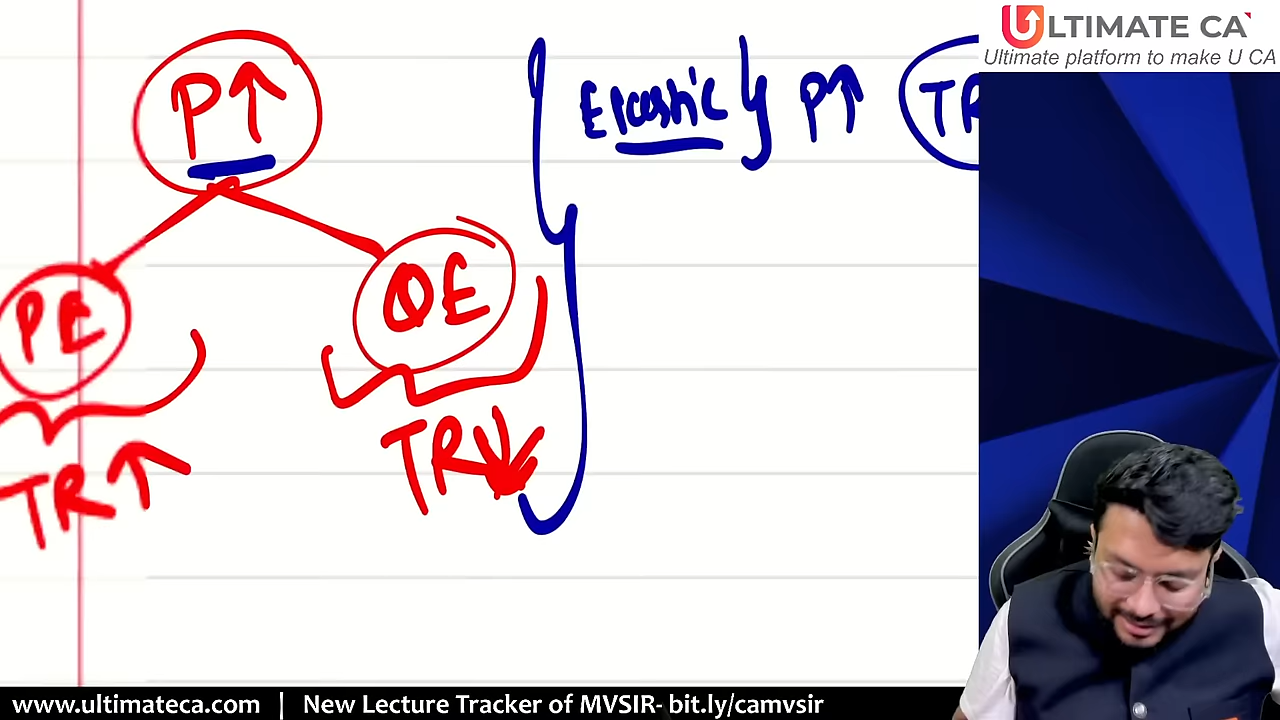 ULTIMATE CA
Ultimate platform to make U CA
P↑
Elastic P↑ TR
PE
QE
TR↑
TR↓
www.ultimateca.com | New Lecture Tracker of MVSIR- bit.ly/camvsir